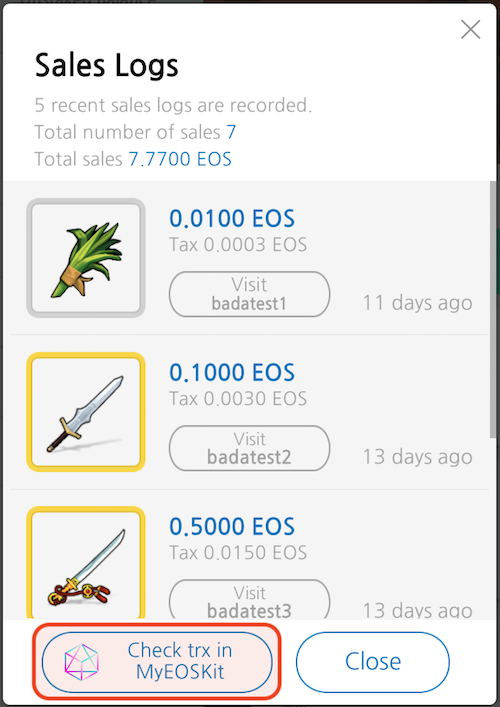 Sales Logs
5 recent sales logs are recorded.
Total number of sales 7
Total sales 7.7700 EOS
0.0100 EOS
Tax 0.0003 EOS
Visit
badatest1
11 days ago
0.1000 EOS
Tax 0.0030 EOS
Visit
badatest2
13 days ago
0.5000 EOS
Tax 0.0150 EOS
Visit
badatest3
13 days ago
Check trx in
MyEOSKit
Close